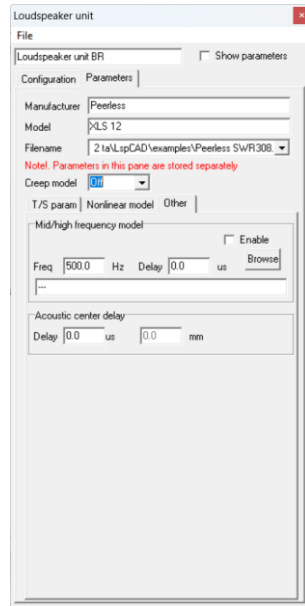 Loudspeaker unit
File
Loudspeaker unit BR Show parameters
Configuration Parameters
Manufacturer Peerless
Model XLS 12
Filename 2 ta\LspCAD\examples\Peerless SWR308.
Note!. Parameters in this pane are stored separately
Creep model Off
T/S param Nonlinear model Other
Mid/high frequency model
Enable
Freq 500.0 Hz Delay 0.0 us Browse
---
Acoustic center delay
Delay 0.0 us 0.0 mm